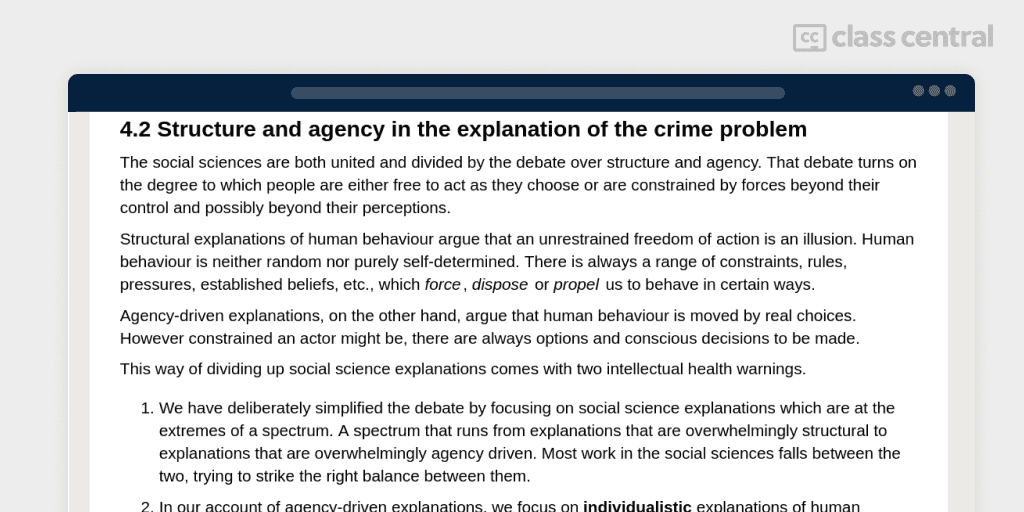 cc class central
4.2 Structure and agency in the explanation of the crime problem
The social sciences are both united and divided by the debate over structure and agency. That debate turns on
the degree to which people are either free to act as they choose or are constrained by forces beyond their
control and possibly beyond their perceptions.
Structural explanations of human behaviour argue that an unrestrained freedom of action is an illusion. Human
behaviour is neither random nor purely self-determined. There is always a range of constraints, rules,
pressures, established beliefs, etc., which force, dispose or propel us to behave in certain ways.
Agency-driven explanations, on the other hand, argue that human behaviour is moved by real choices.
However constrained an actor might be, there are always options and conscious decisions to be made.
This way of dividing up social science explanations comes with two intellectual health warnings.
1. We have deliberately simplified the debate by focusing on social science explanations which are at the
extremes of a spectrum. A spectrum that runs from explanations that are overwhelmingly structural to
explanations that are overwhelmingly agency driven. Most work in the social sciences falls between the
two, trying to strike the right balance between them.
2. In our account of agency-driven explanations, we focus on individualistic explanations of human